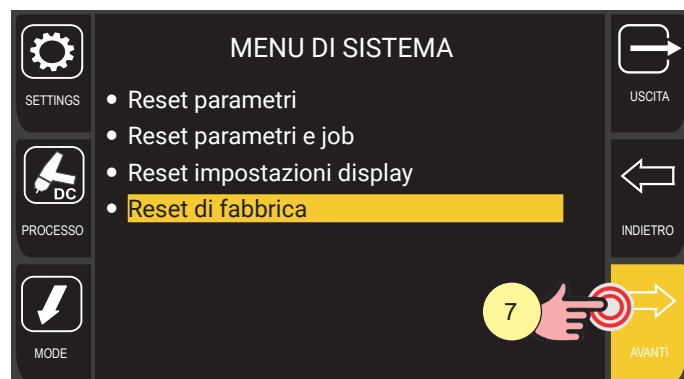 MENU DI SISTEMA
SETTINGS
USCITA
Reset parametri
Reset parametri e job
Reset impostazioni display
Reset di fabbrica
DC
PROCESSO
INDIETRO
7
MODE
AVANTI